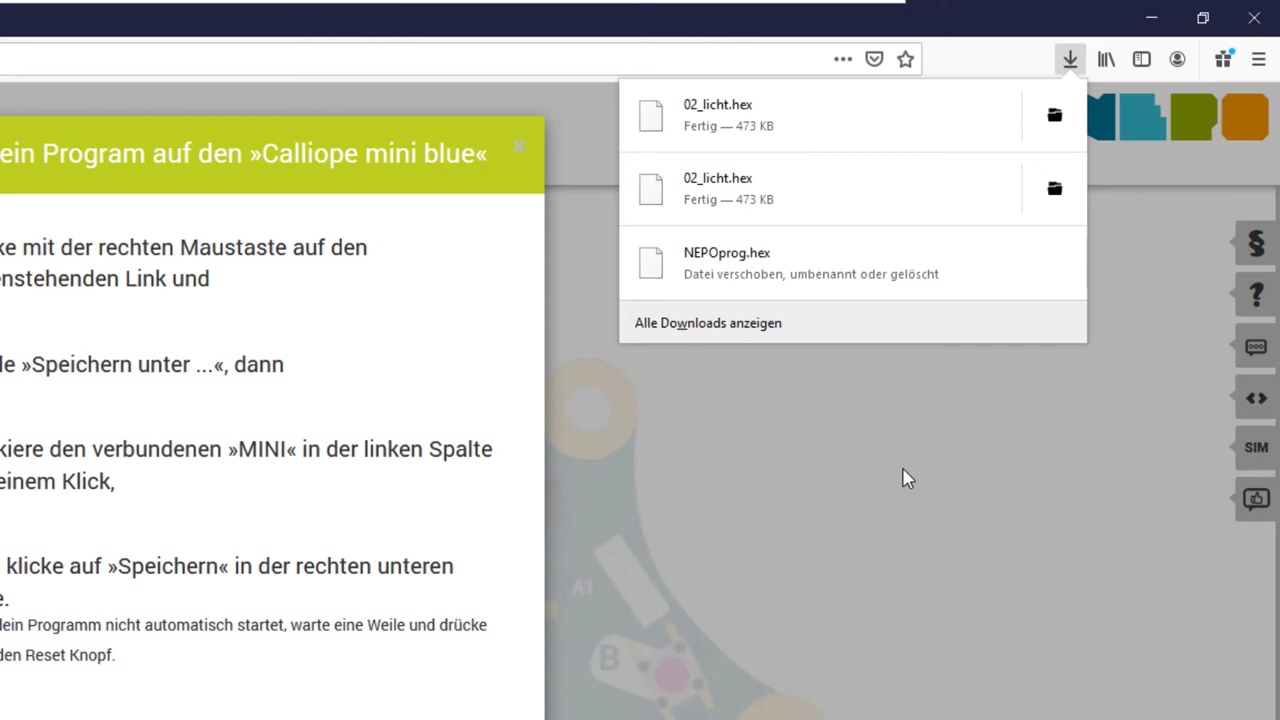 02_licht.hex
Fertig — 473 KB
02_licht.hex
Fertig — 473 KB
NEPOprog.hex
Datei verschoben, umbenannt oder gelöscht
Alle Downloads anzeigen
ein Program auf den »Calliope mini blue«
ke mit der rechten Maustaste auf den
enstehenden Link und
le »Speichern unter ...«, dann
kiere den verbundenen »MINI« in der linken Spalte
einem Klick,
klicke auf »Speichern« in der rechten unteren
e.
lein Programm nicht automatisch startet, warte eine Weile und drücke
den Reset Knopf.
A1
B
§
?
SIM